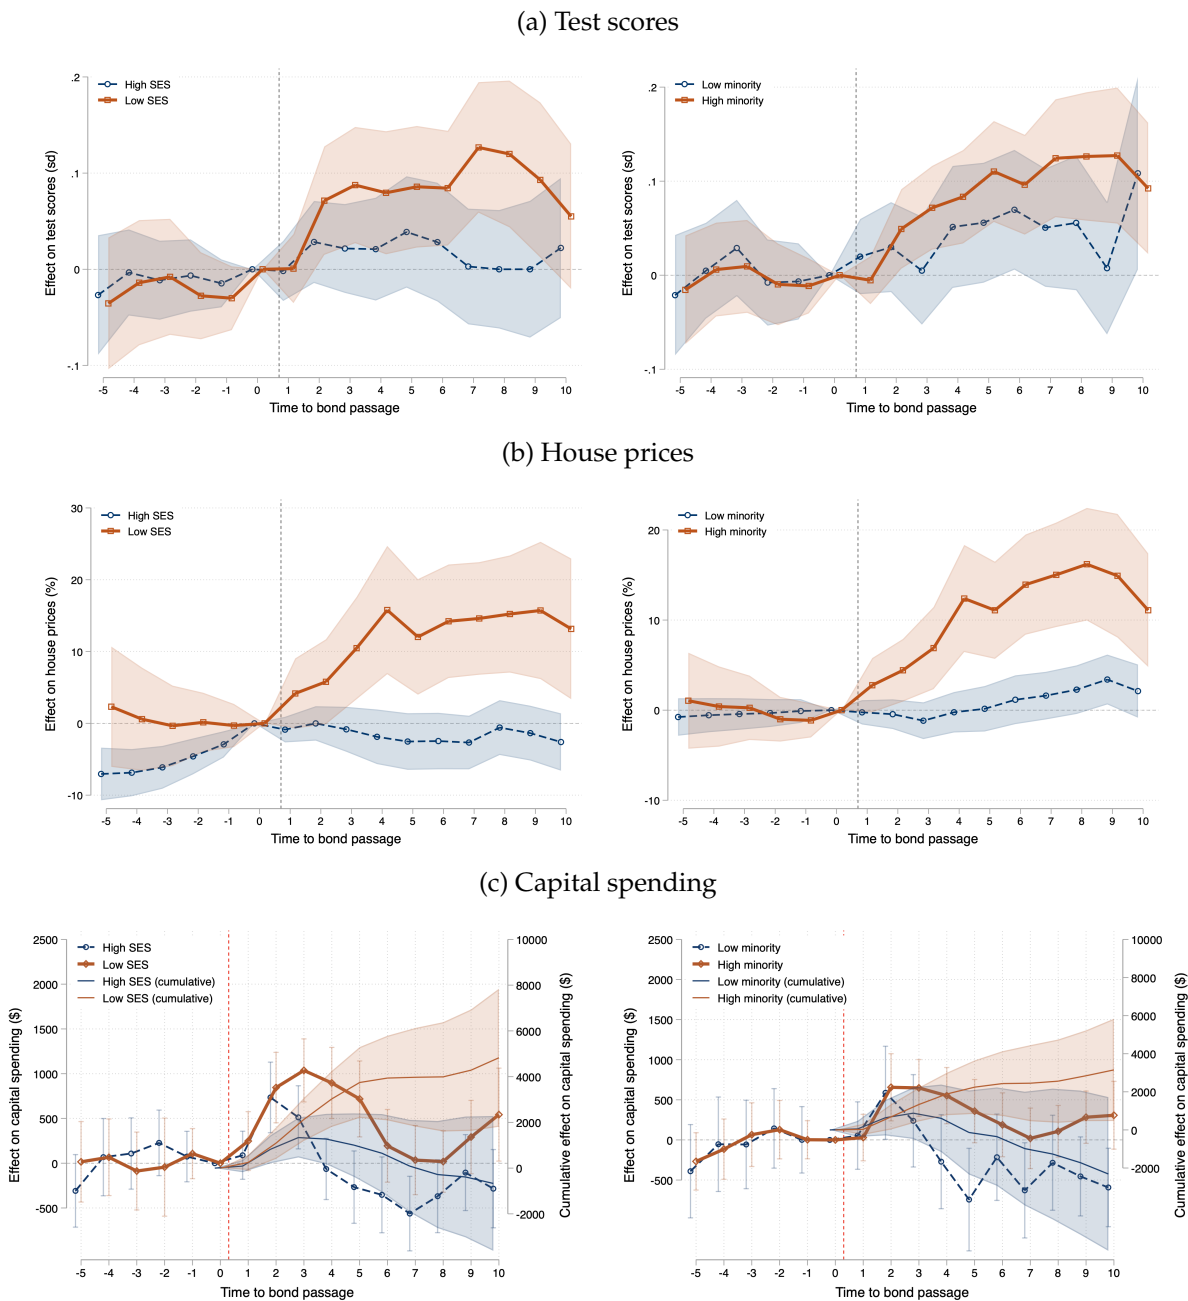 (a) Test scores
High SES
Low SES
Effect on test scores (sd)
.2
.1
0
-.1
-5 -4 -3 -2 -1 0 1 2 3 4 5 6 7 8 9 10
Time to bond passage
Low minority
High minority
Effect on test scores (sd)
.2
.1
0
-.1
-5 -4 -3 -2 -1 0 1 2 3 4 5 6 7 8 9 10
Time to bond passage
(b) House prices
High SES
Low SES
Effect on house prices (%)
30
20
10
0
-10
-5 -4 -3 -2 -1 0 1 2 3 4 5 6 7 8 9 10
Time to bond passage
Low minority
High minority
Effect on house prices (%)
20
10
0
-10
-5 -4 -3 -2 -1 0 1 2 3 4 5 6 7 8 9 10
Time to bond passage
(c) Capital spending
High SES
Low SES
High SES (cumulative)
Low SES (cumulative)
Effect on capital spending ($)
2500
2000
1500
1000
500
0
-500
10000
8000
6000
4000
2000
0
-2000
Cumulative effect on capital spending ($)
-5 -4 -3 -2 -1 0 1 2 3 4 5 6 7 8 9 10
Time to bond passage
Low minority
High minority
Low minority (cumulative)
High minority (cumulative)
Effect on capital spending ($)
2500
2000
1500
1000
500
0
-500
10000
8000
6000
4000
2000
0
-2000
Cumulative effect on capital spending ($)
-5 -4 -3 -2 -1 0 1 2 3 4 5 6 7 8 9 10
Time to bond passage